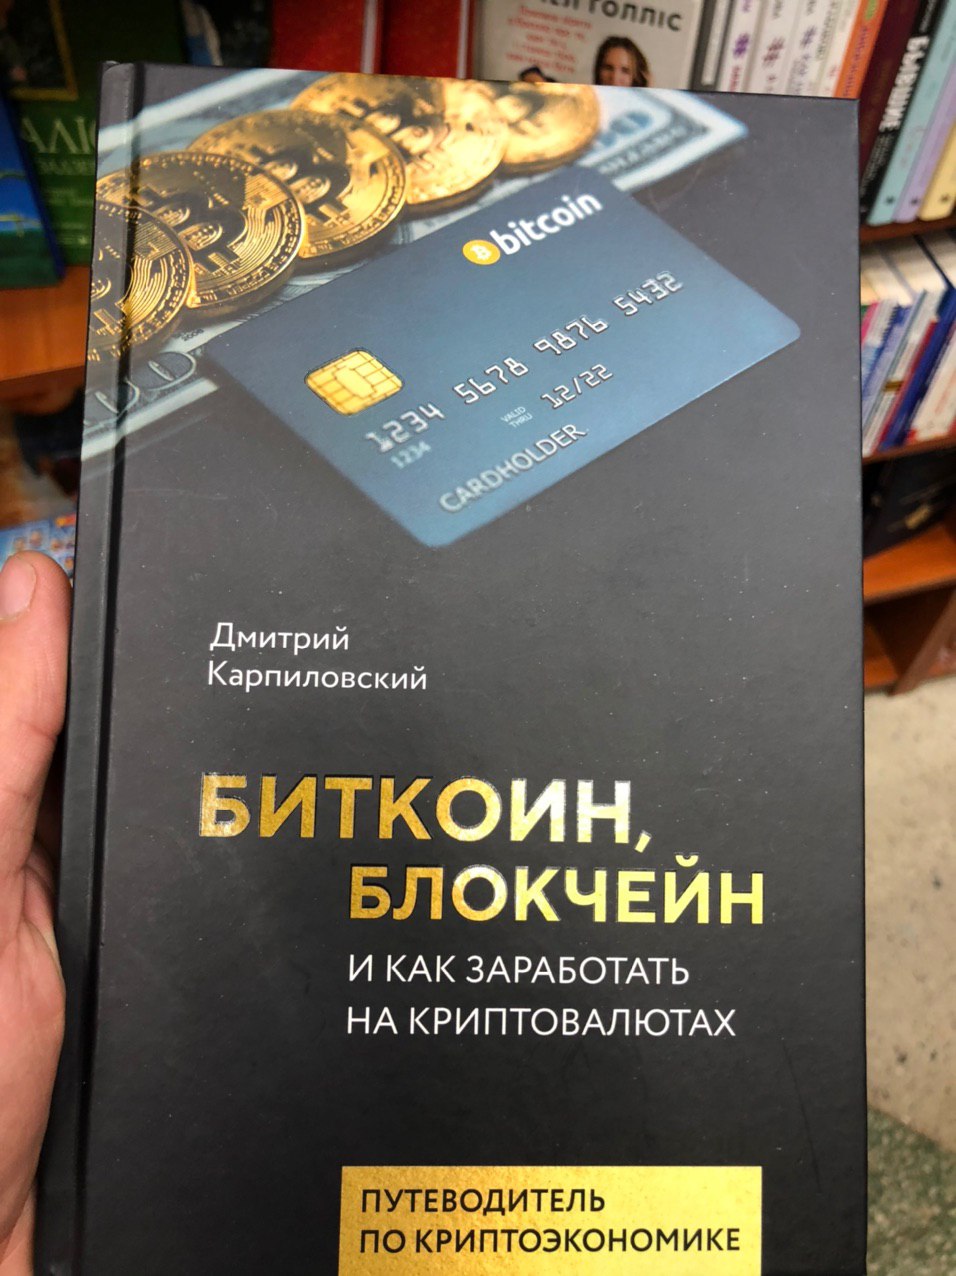 ГОЛЛІС
bitcoin
1234 5678 9876 5432
1234
VALID
THRU
12/22
CARDHOLDER
Дмитрий
Карпиловский
БИТКОИН,
БЛОКЧЕЙН
И КАК ЗАРАБОТАТЬ
НА КРИПТОВАЛЮТАХ
ПУТЕВОДИТЕЛЬ
ПО КРИПТОЭКОНОМИКЕ